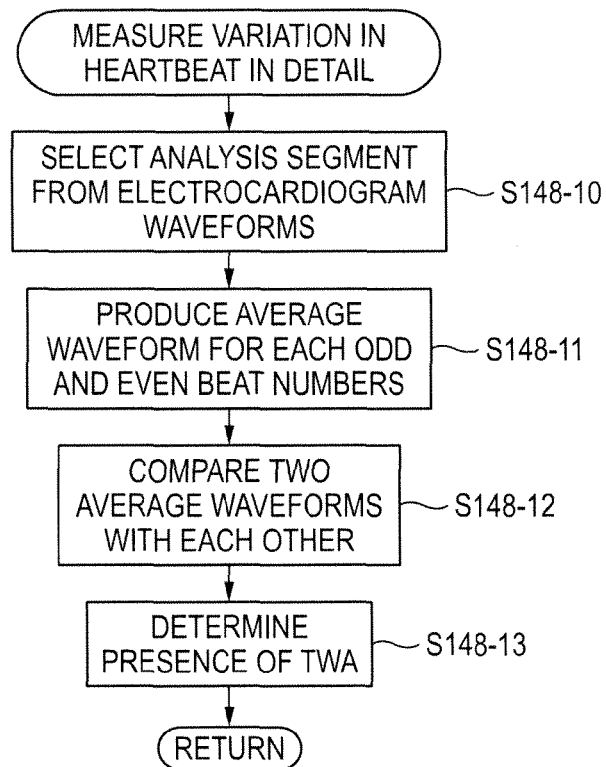 MEASURE VARIATION IN
HEARTBEAT IN DETAIL
SELECT ANALYSIS SEGMENT
FROM ELECTROCARDIOGRAM
WAVEFORMS
S148-10
PRODUCE AVERAGE
WAVEFORM FOR EACH ODD
AND EVEN BEAT NUMBERS
S148-11
COMPARE TWO
AVERAGE WAVEFORMS
WITH EACH OTHER
S148-12
DETERMINE
PRESENCE OF TWA
S148-13
RETURN